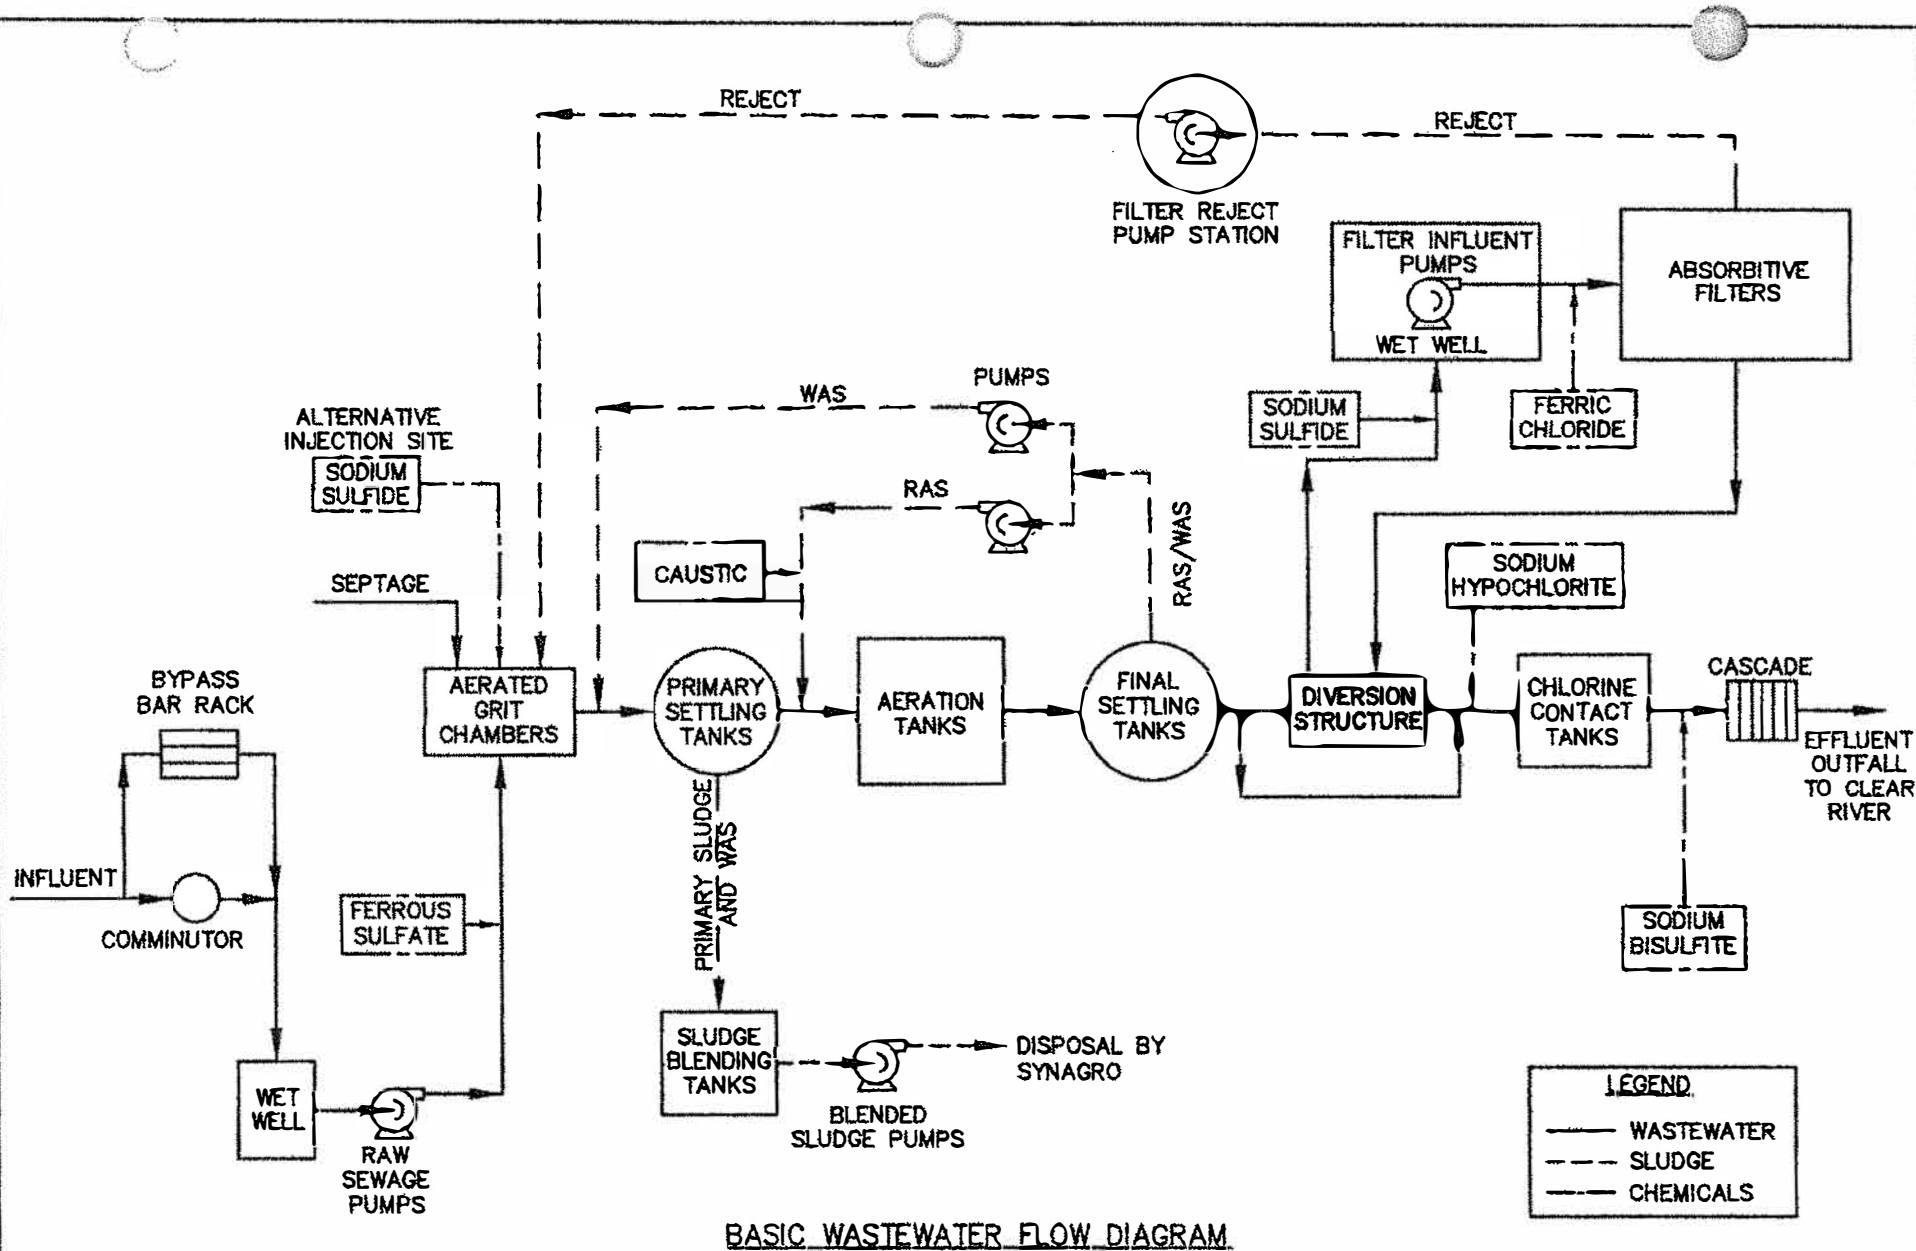 REJECT
REJECT
FILTER REJECT
PUMP STATION
FILTER INFLUENT
PUMPS
WET WELL
ABSORBITIVE
FILTERS
PUMPS
WAS
ALTERNATIVE
INJECTION SITE
SODIUM
SULFIDE
SODIUM
SULFIDE
FERRIC
CHLORIDE
RAS
RAS/WAS
CAUSTIC
SEPTAGE
SODIUM
HYPOCHLORITE
BYPASS
BAR RACK
AERATED
GRIT
CHAMBERS
PRIMARY
SETTLING
TANKS
AERATION
TANKS
FINAL
SETTLING
TANKS
DIVERSION
STRUCTURE
CHLORINE
CONTACT
TANKS
CASCADE
EFFLUENT
OUTFALL
TO CLEAR
RIVER
PRIMARY SLUDGE
AND WAS
INFLUENT
COMMINUTOR
FERROUS
SULFATE
SODIUM
BISULFITE
SLUDGE
BLENDING
TANKS
DISPOSAL BY
SYNAGRO
BLENDED
SLUDGE PUMPS
WET
WELL
RAW
SEWAGE
PUMPS
LEGEND
WASTEWATER
SLUDGE
CHEMICALS
BASIC WASTEWATER FLOW DIAGRAM